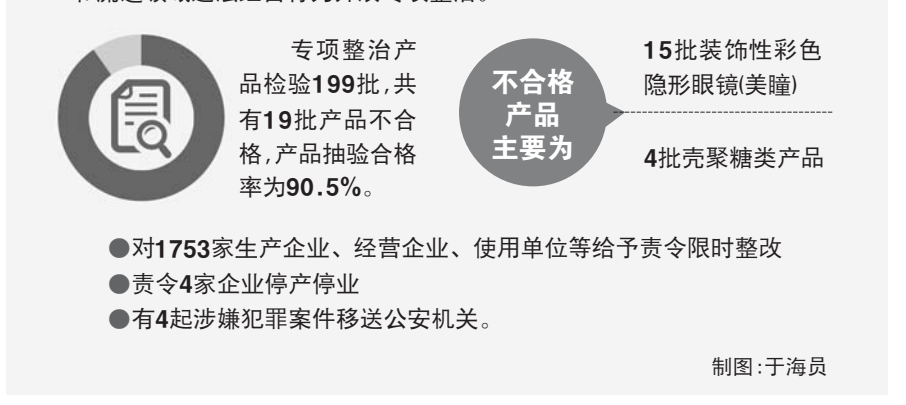 专项整治产
品检验199批,共
有19批产品不合
格,产品抽验合格
率为90.5%。
不合格
产品
主要为
15批装饰性彩色
隐形眼镜(美瞳)
4批壳聚糖类产品
●对1753家生产企业、经营企业、使用单位等给予责令限时整改
●责令4家企业停产停业
●有4起涉嫌犯罪案件移送公安机关。
制图:于海员